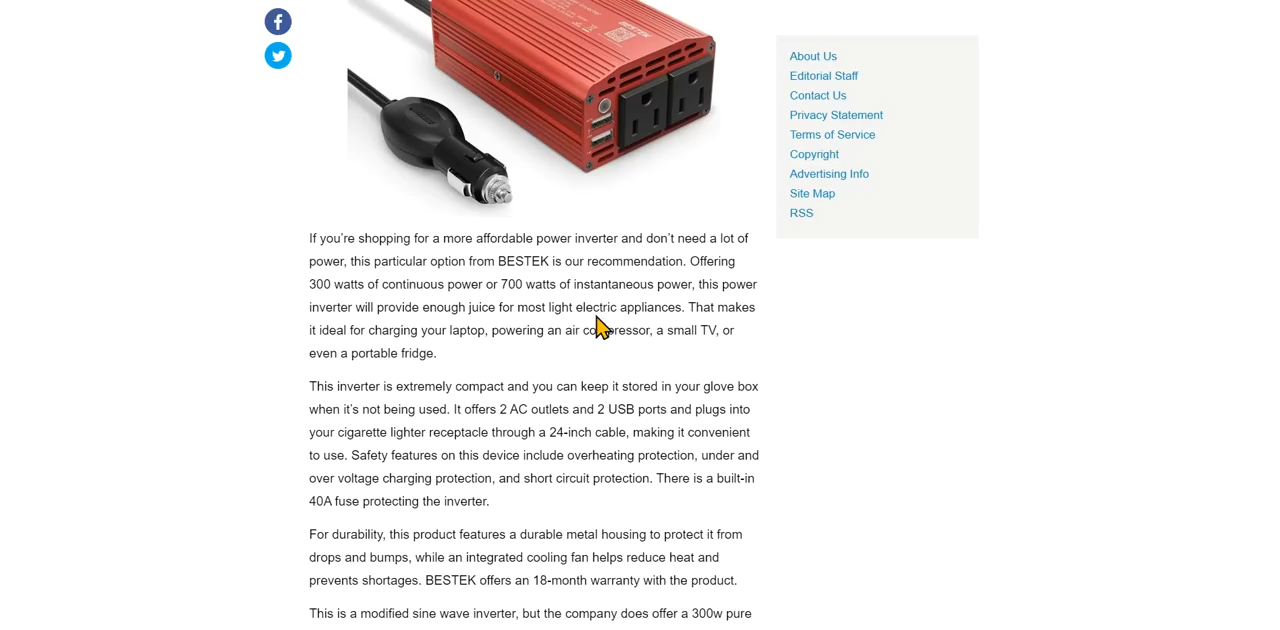 BESTEK
About Us
Editorial Staff
Contact Us
Privacy Statement
Terms of Service
Copyright
Advertising Info
Site Map
RSS
If you're shopping for a more affordable power inverter and don't need a lot of
power, this particular option from BESTEK is our recommendation. Offering
300 watts of continuous power or 700 watts of instantaneous power, this power
inverter will provide enough juice for most light electric appliances. That makes
it ideal for charging your laptop, powering an air compressor, a small TV, or
even a portable fridge.
This inverter is extremely compact and you can keep it stored in your glove box
when it's not being used. It offers 2 AC outlets and 2 USB ports and plugs into
your cigarette lighter receptacle through a 24-inch cable, making it convenient
to use. Safety features on this device include overheating protection, under and
over voltage charging protection, and short circuit protection. There is a built-in
40A fuse protecting the inverter.
For durability, this product features a durable metal housing to protect it from
drops and bumps, while an integrated cooling fan helps reduce heat and
prevents shortages. BESTEK offers an 18-month warranty with the product.
This is a modified sine wave inverter, but the company does offer a 300w pure